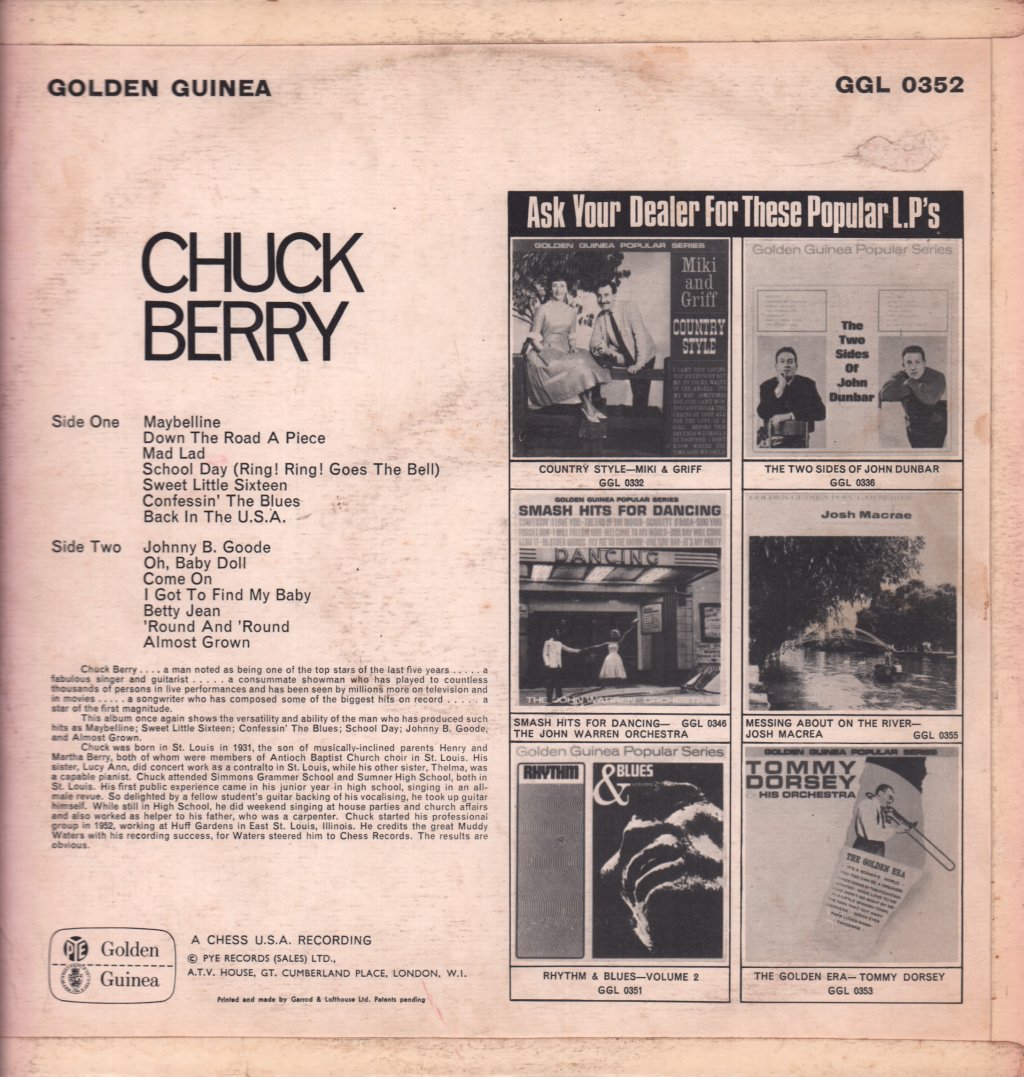 GOLDEN GUINEA
GGL 0352
CHUCK
BERRY
Side One Maybelline
Down The Road A Piece
Mad Lad
School Day (Ring! Ring! Goes The Bell)
Sweet Little Sixteen
Confessin' The Blues
Back In The U.S.A.
Side Two Johnny B. Goode
Oh, Baby Doll
Come On
I Got To Find My Baby
Betty Jean
'Round And 'Round
Almost Grown
Chuck Berry . . . . a man noted as being one of the top stars of the last five years . . . . . a
fabulous singer and guitarist . . . . . a consummate showman who has played to countless
thousands of persons in live performances and has been seen by millions more on television and
in movies . . . . . a songwriter who has composed some of the biggest hits on record . . . . . a
star of the first magnitude.
This album once again shows the versatility and ability of the man who has produced such
hits as Maybelline; Sweet Little Sixteen; Confessin' The Blues; School Day; Johnny B. Goode,
and Almost Grown.
Chuck was born in St. Louis in 1931, the son of musically-inclined parents Henry and
Martha Berry, both of whom were members of Antioch Baptist Church choir in St. Louis. His
sister, Lucy Ann, did concert work as a contralto in St. Louis, while his other sister, Thelma, was
a capable pianist. Chuck attended Simmons Grammer School and Sumner High School, both in
St. Louis. His first public experience came in his junior year in high school, singing in an all-
male revue. So delighted by a fellow student's guitar backing of his vocalising, he took up guitar
himself. While still in High School, he did weekend singing at house parties and church affairs
and also worked as helper to his father, who was a carpenter. Chuck started his professional
group in 1952, working at Huff Gardens in East St. Louis, Illinois. He credits the great Muddy
Waters with his recording success, for Waters steered him to Chess Records. The results are
obvious.
PYE Golden
Guinea
A CHESS U.S.A. RECORDING
© PYE RECORDS (SALES) LTD.,
A.T.V. HOUSE, GT. CUMBERLAND PLACE, LONDON, W.I.
Printed and made by Garrod & Lofthouse Ltd. Patents pending
Ask Your Dealer For These Popular L.P's
GOLDEN GUINEA POPULAR SERIES
Miki
and
Griff
COUNTRY
STYLE
COUNTRY STYLE—MIKI & GRIFF
GGL 0332
Golden Guinea Popular Series
The
Two
Sides
Of
John
Dunbar
THE TWO SIDES OF JOHN DUNBAR
GGL 0336
GOLDEN GUINEA POPULAR SERIES
SMASH HITS FOR DANCING
DANCING
THE JOHN WARREN ORCHESTRA
SMASH HITS FOR DANCING— GGL 0346
THE JOHN WARREN ORCHESTRA
GOLDEN GUINEA POPULAR SERIES
Josh Macrae
MESSING ABOUT ON THE RIVER—
JOSH MACREA GGL 0355
Golden Guinea Popular Series
RHYTHM
& BLUES
RHYTHM & BLUES—VOLUME 2
GGL 0351
GOLDEN GUINEA POPULAR SERIES
TOMMY
DORSEY
HIS ORCHESTRA
THE GOLDEN ERA
THE GOLDEN ERA—TOMMY DORSEY
GGL 0353